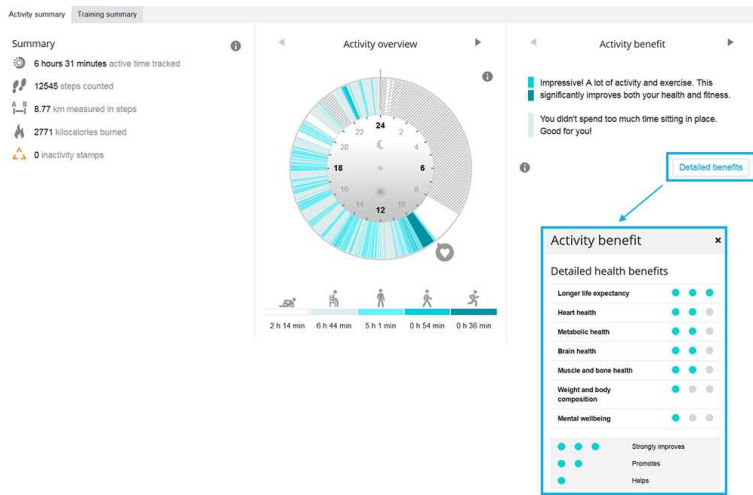 Activity summary
Training summary
Summary
6 hours 31 minutes active time tracked
12545 steps counted
A B
8.77 km measured in steps
2771 kilocalories burned
0 inactivity stamps
Activity overview
24
22 2
20 4
18 6
16 8
14 10
12
2 h 14 min 6 h 44 min 5 h 1 min 0 h 54 min 0 h 36 min
Activity benefit
Impressive! A lot of activity and exercise. This
significantly improves both your health and fitness.
You didn't spend too much time sitting in place.
Good for you!
Detailed benefits
Activity benefit ×
Detailed health benefits
Longer life expectancy
Heart health
Metabolic health
Brain health
Muscle and bone health
Weight and body
composition
Mental wellbeing
Strongly improves
Promotes
Helps